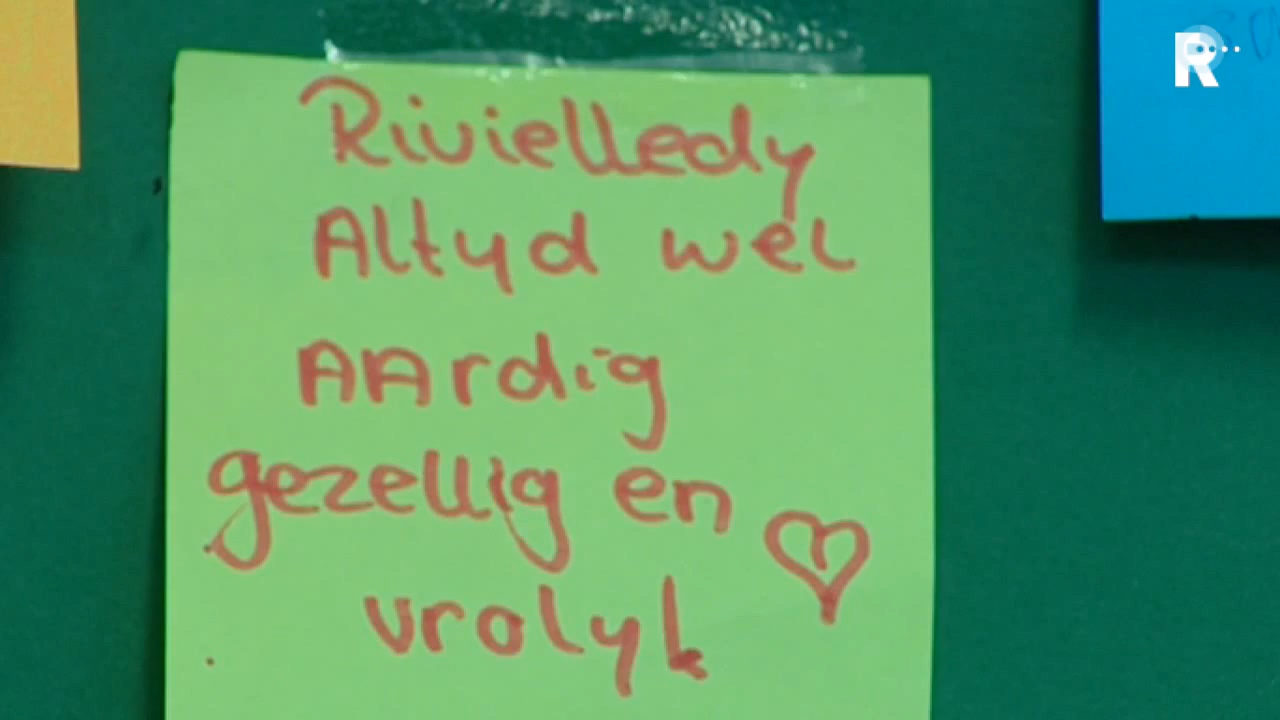 Rivielledy
Altyd wel
AArdig
gezellig en
vrolyk
R